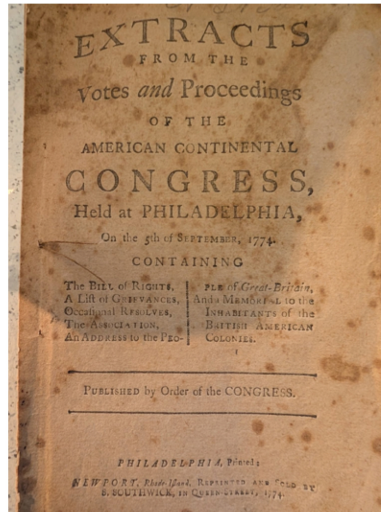 EXTRACTS
FROM THE
Votes and Proceedings
OF THE
AMERICAN CONTINENTAL
CONGRESS,
Held at PHILADELPHIA,
On the 5th of SEPTEMBER, 1774.
CONTAINING
The BILL of RIGHTS,
A List of GRIEVANCES,
Occasional RESOLVES,
The ASSOCIATION,
An ADDRESS to the PEO-
PLE of Great-Britain,
And a MEMORIAL to the
INHABITANTS of the
BRITISH AMERICAN
COLONIES.
PUBLISHED by Order of the CONGRESS.
PHILADELPHIA, Printed;
NEWPORT, Rhode-Island, REPRINTED AND SOLD BY
S. SOUTHWICK, IN QUEEN-STREET, 1774.